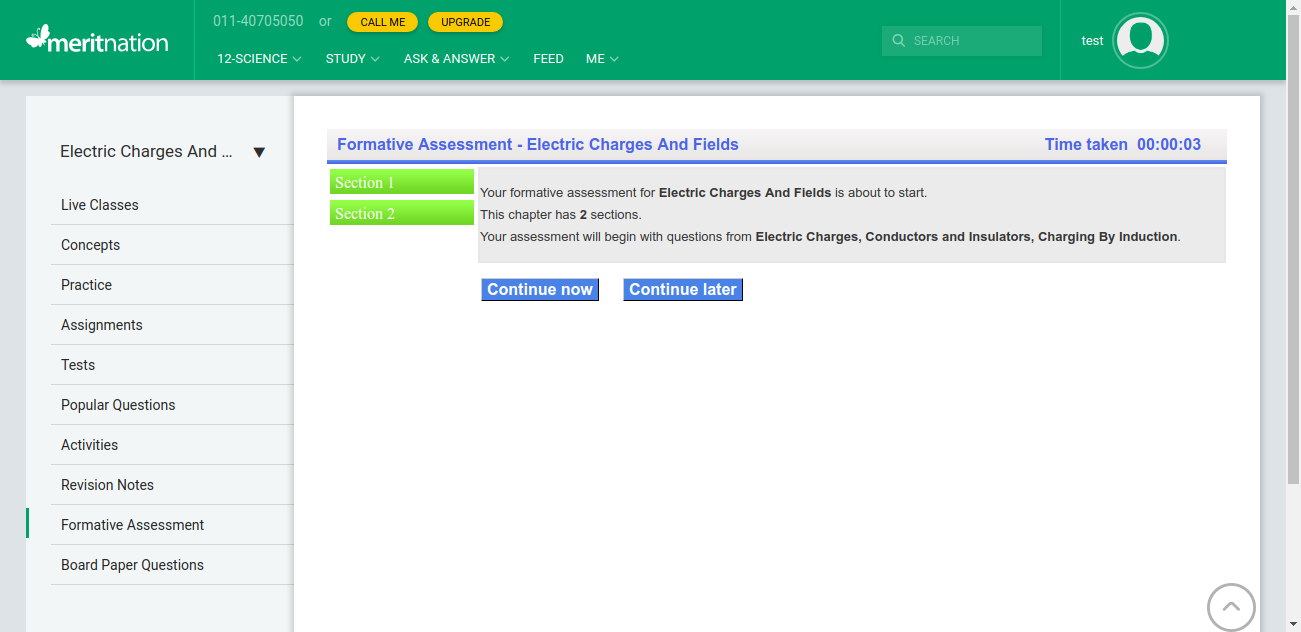 meritnation
011-40705050 or CALL ME UPGRADE
12-SCIENCE STUDY ASK & ANSWER FEED ME
SEARCH
test
Electric Charges And ...
Live Classes
Concepts
Practice
Assignments
Tests
Popular Questions
Activities
Revision Notes
Formative Assessment
Board Paper Questions
Formative Assessment - Electric Charges And Fields Time taken 00:00:03
Section 1
Section 2
Your formative assessment for Electric Charges And Fields is about to start.
This chapter has 2 sections.
Your assessment will begin with questions from Electric Charges, Conductors and Insulators, Charging By Induction.
Continue now Continue later